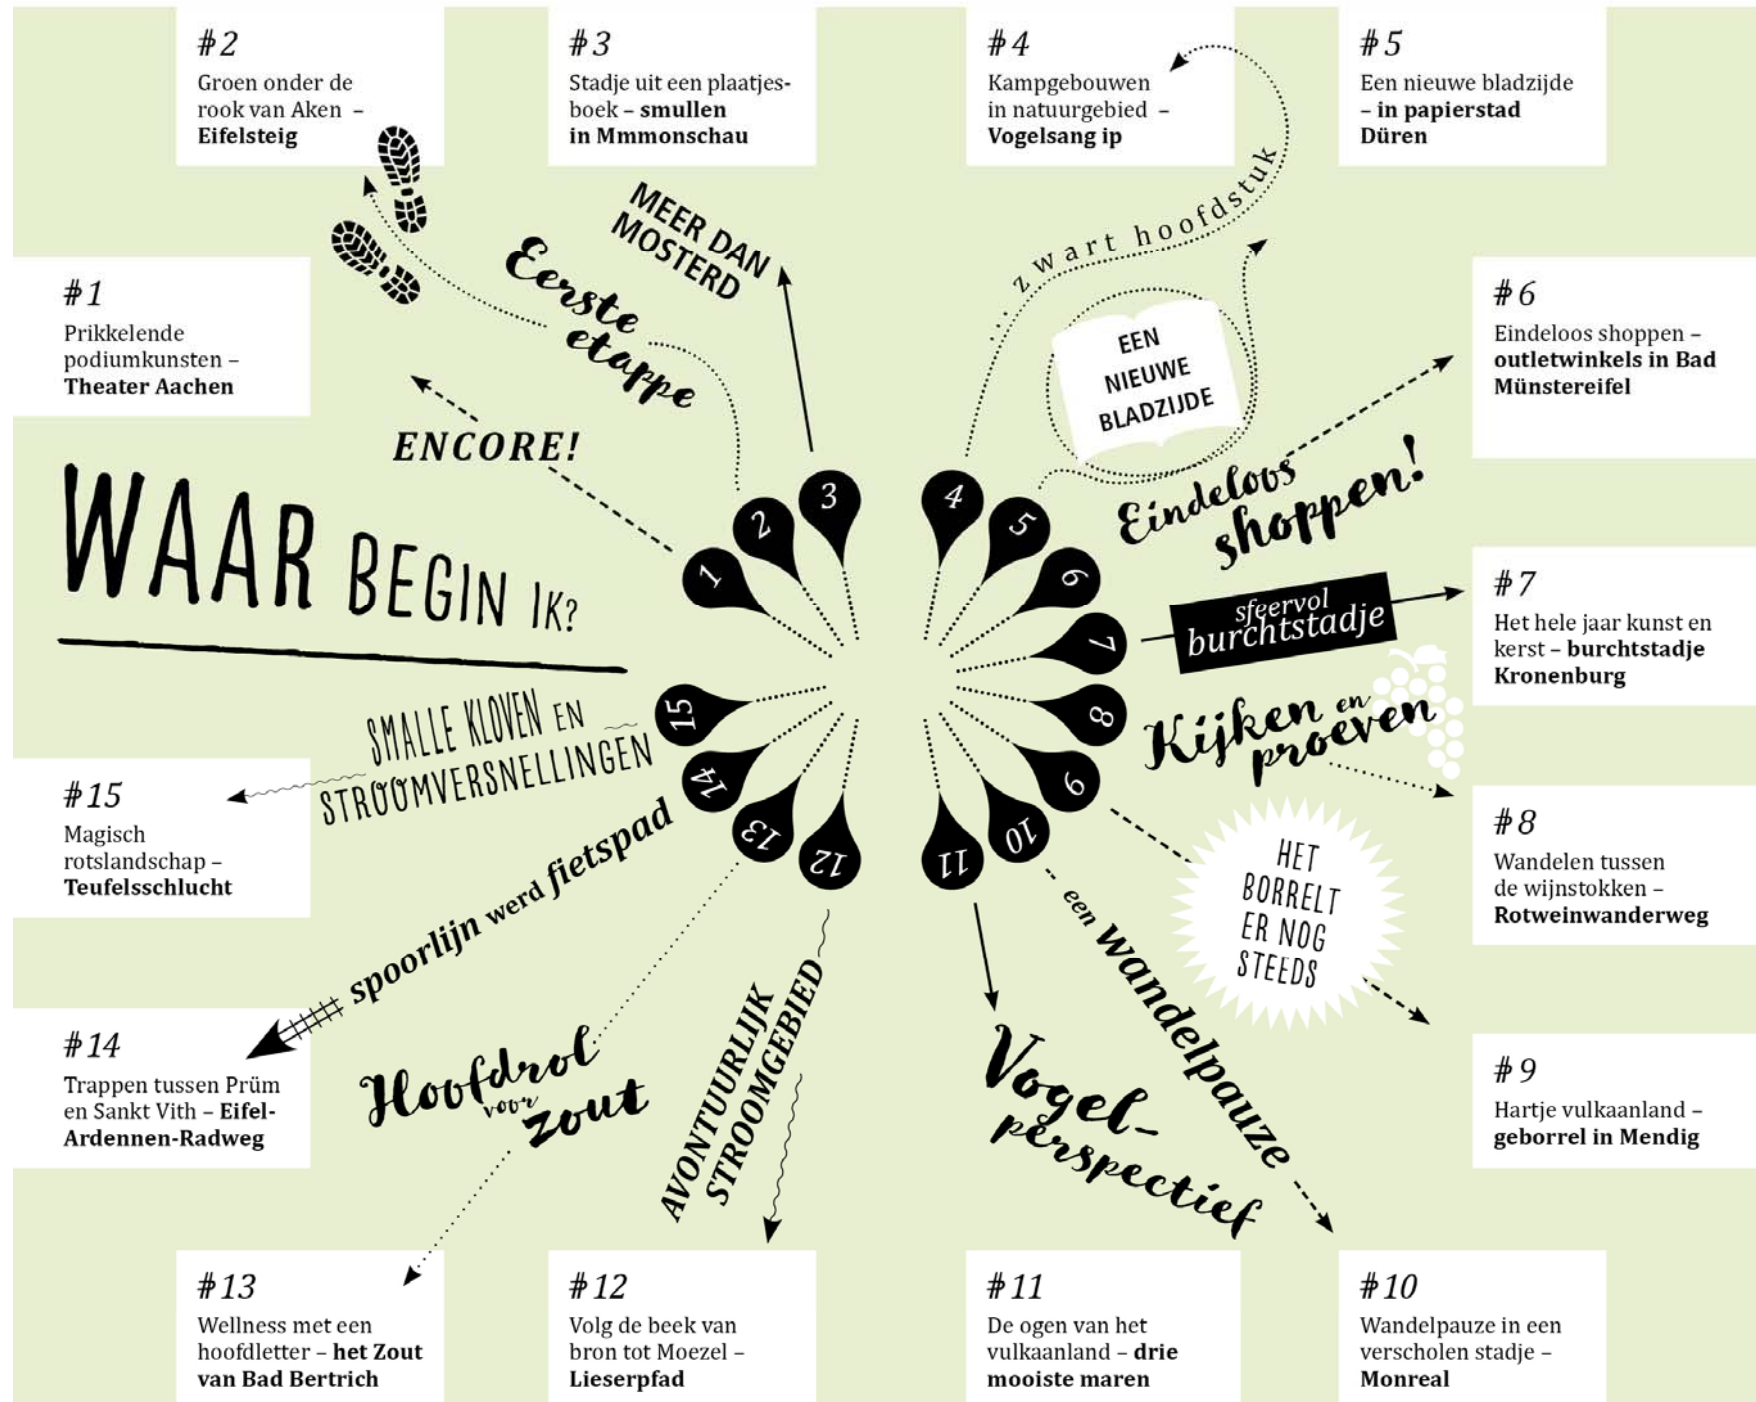 #2
Groen onder de
rook van Aken –
Eifelsteig
#3
Stadje uit een plaatjes-
boek – smullen
in Mmmonschau
#4
Kampgebouwen
in natuurgebied –
Vogelsang ip
#5
Een nieuwe bladzijde
– in papierstad
Düren
#1
Prikkelende
podiumkunsten –
Theater Aachen
#6
Eindeloos shoppen –
outletwinkels in Bad
Münstereifel
MEER DAN
MOSTERD
Eerste
etappe
ENCORE!
...zwart hoofdstuk
EEN
NIEUWE
BLADZIJDE
Eindeloos
shoppen!
WAAR BEGIN IK?
1
2
3
4
5
6
7
8
9
10
11
12
13
14
15
sfeervol
burchtstadje
#7
Het hele jaar kunst en
kerst – burchtstadje
Kronenburg
Kijken en
proeven
SMALLE KLOVEN EN
STROOMVERSNELLINGEN
#15
Magisch
rotslandschap –
Teufelsschlucht
#8
Wandelen tussen
de wijnstokken –
Rotweinwanderweg
HET
BORRELT
ER NOG
STEEDS
spoorlijn werd fietspad
een wandelpauze
#14
Trappen tussen Prüm
en Sankt Vith – Eifel-
Ardennen-Radweg
Hoofdrol
voor
zout
AVONTUURLIJK
STROOMGEBIED
Vogel-
perspectief
#9
Hartje vulkaanland –
geborrel in Mendig
#13
Wellness met een
hoofdletter – het Zout
van Bad Bertrich
#12
Volg de beek van
bron tot Moezel –
Lieserpfad
#11
De ogen van het
vulkaanland – drie
mooiste maren
#10
Wandelpauze in een
verscholen stadje –
Monreal